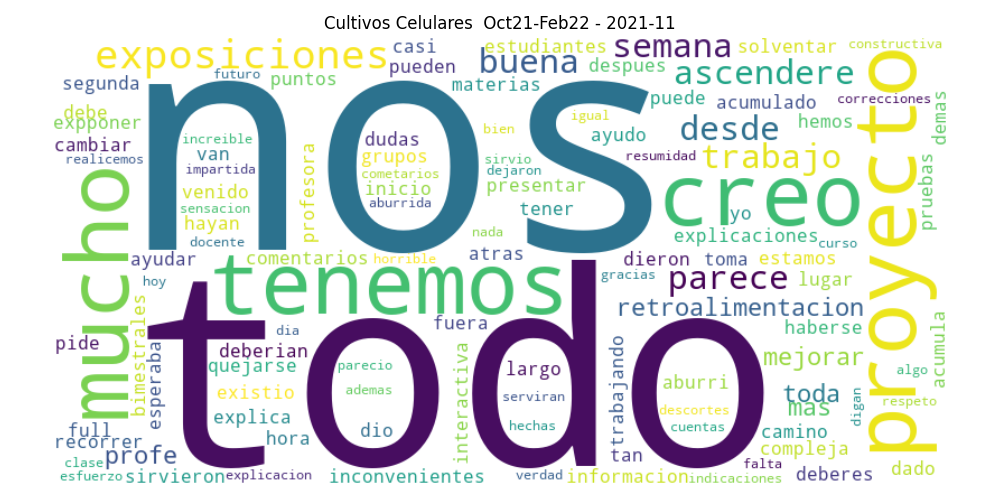 Cultivos Celulares  Oct21-Feb22 - 2021-11
exposiciones casi estudiantes semana solventar constructiva
segunda futuro puntos pueden buena despues
materias ascendere
debe puede acumulado correcciones demas
expponer increible dudas bien igual ayudo desde hemos
cambiar van grupos trabajo
realicemos impartida cometarios sirvio resumidad
nos dejaron
mucho venido profesora inicio presentar creo pruebas proyecto
sensacion aburrida tener yo
hayan nada explicaciones
docente curso
ayudar comentarios horrible atras dieron toma estamos
hoy tenemos gracias parece lugar
bimestrales retroalimentacion
pide dia fuera haberse acumula
esperaba deberian todo interactiva trabajando mejorar
quejarse parecio largo aburri algo
existio ademas serviran toda respeto
full explica dio hechas descortes mas digan
recorrer hora tan cuentas camino
profe compleja
clase falta
esfuerzo sirvieron explicacion inconvenientes verdad informacion indicaciones deberes dado